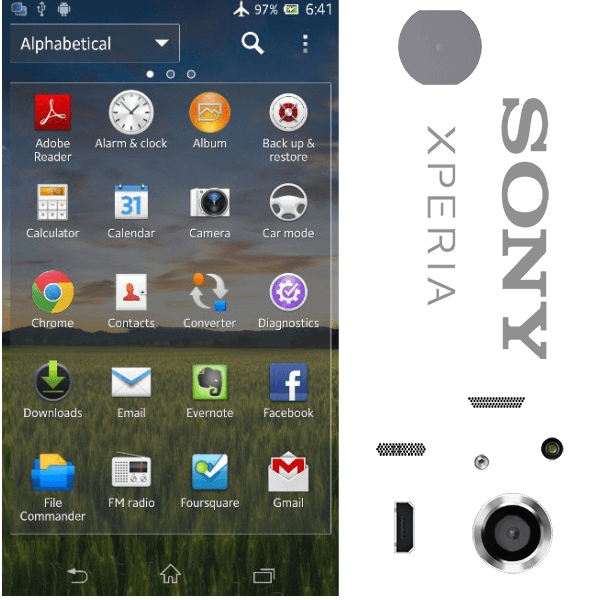 97% 6:41
Alphabetical
Adobe Reader
Alarm & clock
Album
Back up & restore
Calculator
31
Calendar
Camera
Car mode
Chrome
Contacts
Converter
Diagnostics
Downloads
Email
Evernote
f
Facebook
File Commander
FM radio
Foursquare
Gmail
XPERIA
SONY